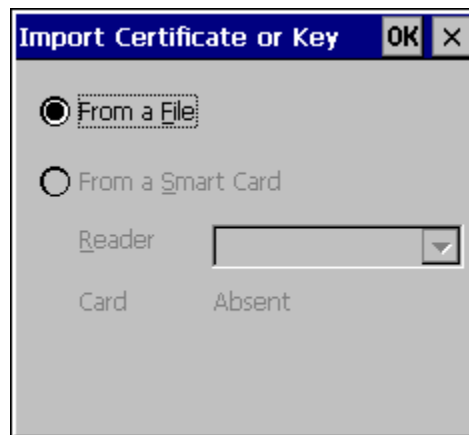 Import Certificate or Key OK ×
From a File
From a Smart Card
Reader
Card Absent